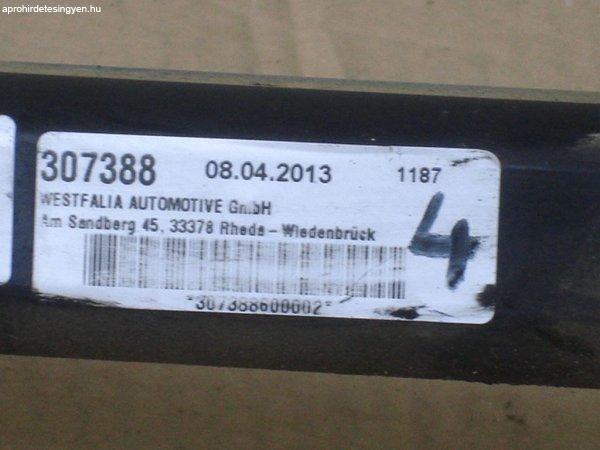 aprohirdetesingyen.hu
307388 08.04.2013 1187
WESTFALIA AUTOMOTIVE GmbH
Am Sandberg 45, 33378 Rheda-Wiedenbrück
4
*307388600002*